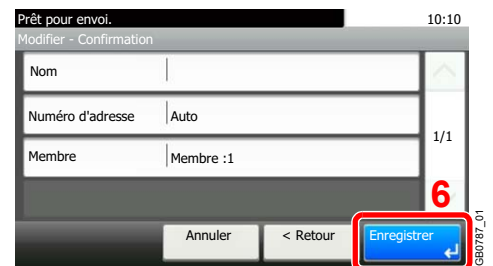 Prêt pour envoi. 10:10
Modifier - Confirmation
Nom
Numéro d'adresse Auto
1/1
Membre Membre :1
6
Annuler < Retour Enregistrer
GB0787_01